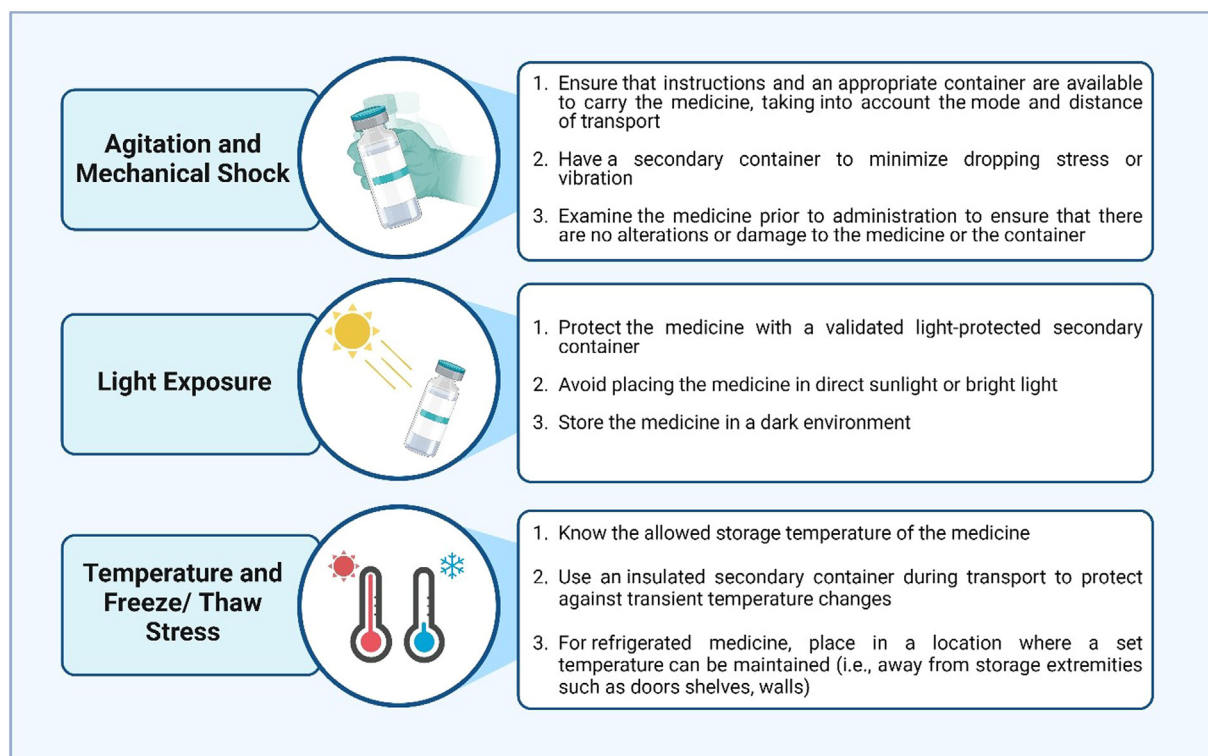 Agitation and
Mechanical Shock
1. Ensure that instructions and an appropriate container are available
to carry the medicine, taking into account the mode and distance
of transport
2. Have a secondary container to minimize dropping stress or
vibration
3. Examine the medicine prior to administration to ensure that there
are no alterations or damage to the medicine or the container
Light Exposure
1. Protect the medicine with a validated light-protected secondary
container
2. Avoid placing the medicine in direct sunlight or bright light
3. Store the medicine in a dark environment
Temperature and
Freeze/ Thaw
Stress
1. Know the allowed storage temperature of the medicine
2. Use an insulated secondary container during transport to protect
against transient temperature changes
3. For refrigerated medicine, place in a location where a set
temperature can be maintained (i.e., away from storage extremities
such as doors shelves, walls)